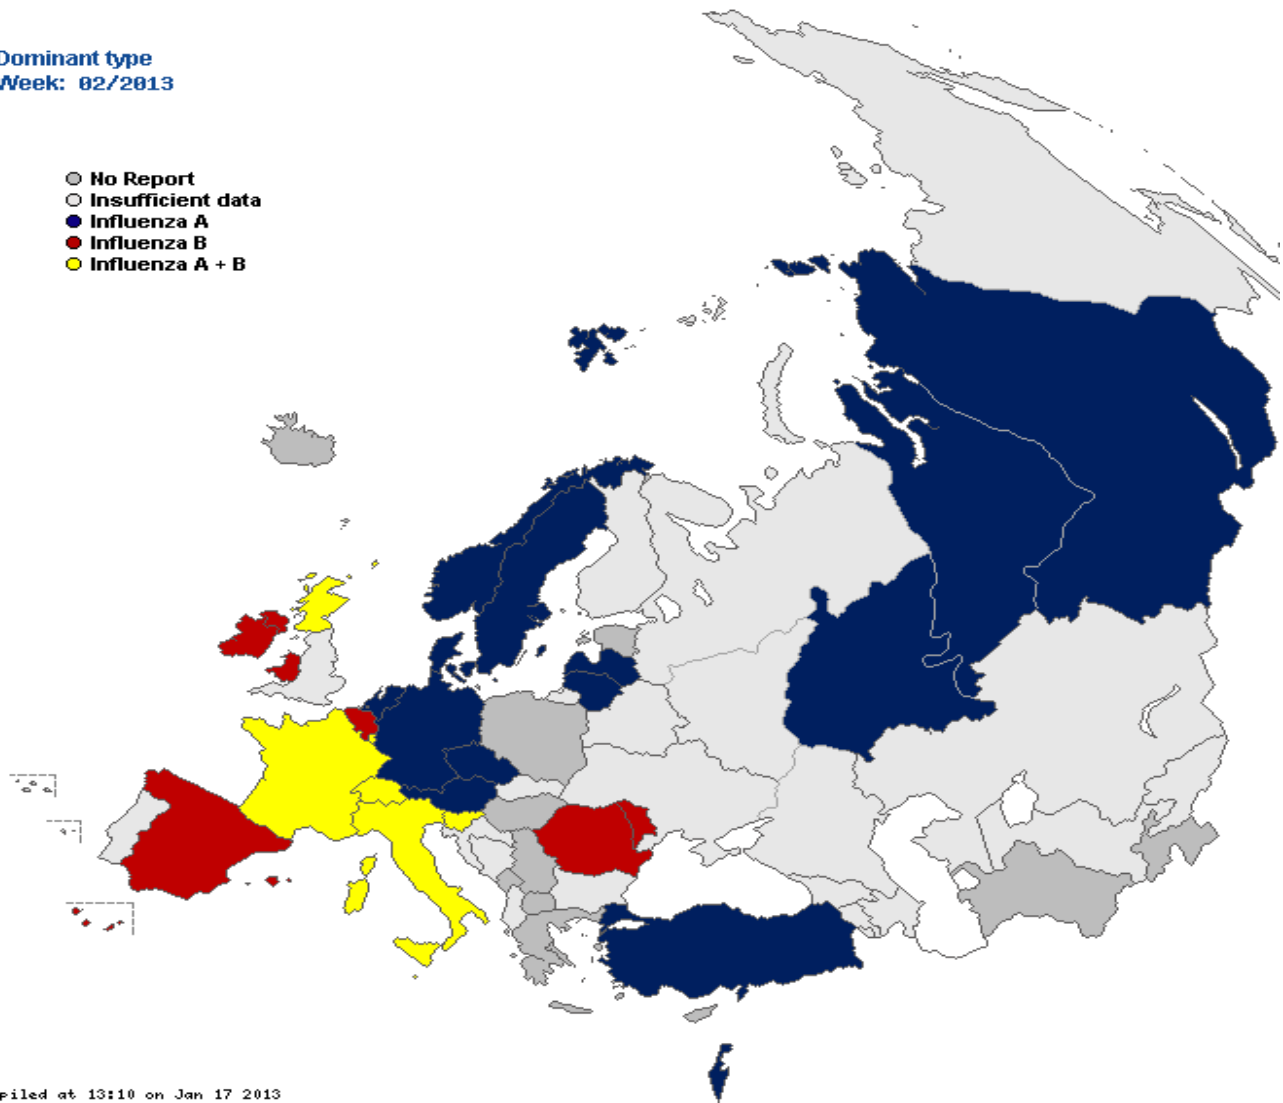 Dominant type
Week: 02/2013
No Report
Insufficient data
Influenza A
Influenza B
Influenza A + B
piled at 13:10 on Jan 17 2013